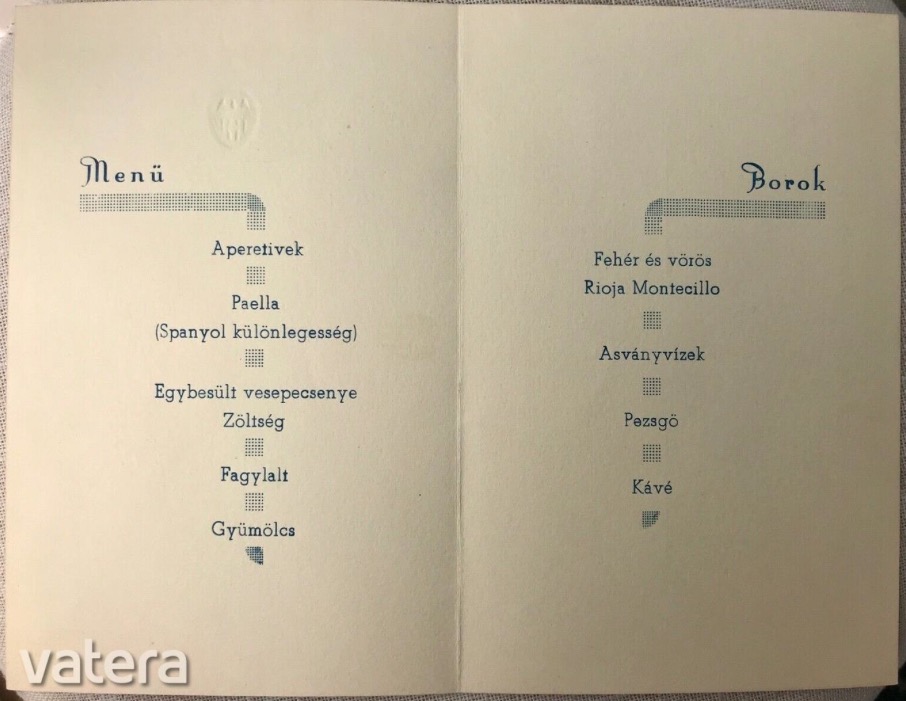 Menü
Aperetivek
Paella
(Spanyol különlegesség)
Egybesült vesepecsenye
Zöltség
Fagylalt
Gyümölcs
Borok
Fehér és vörös
Rioja Montecillo
Asványvízek
Pezsgö
Kávé
vatera